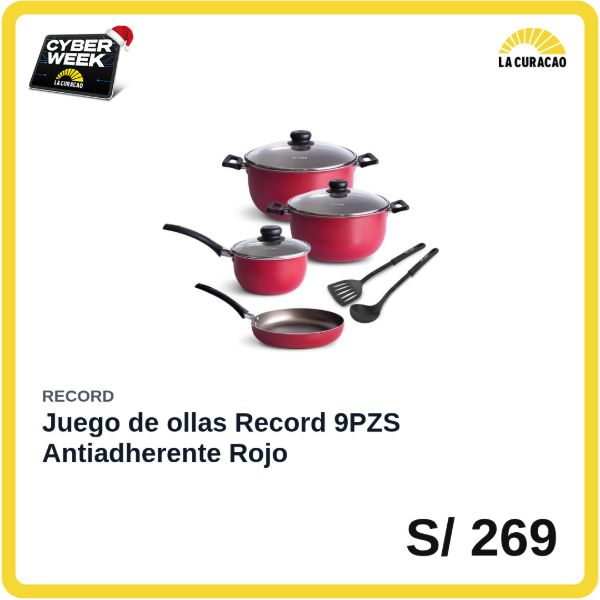 CYBER
WEEK
LA CURACAO
LA CURACAO
RECORD
Juego de ollas Record 9PZS
Antiadherente Rojo
S/ 269